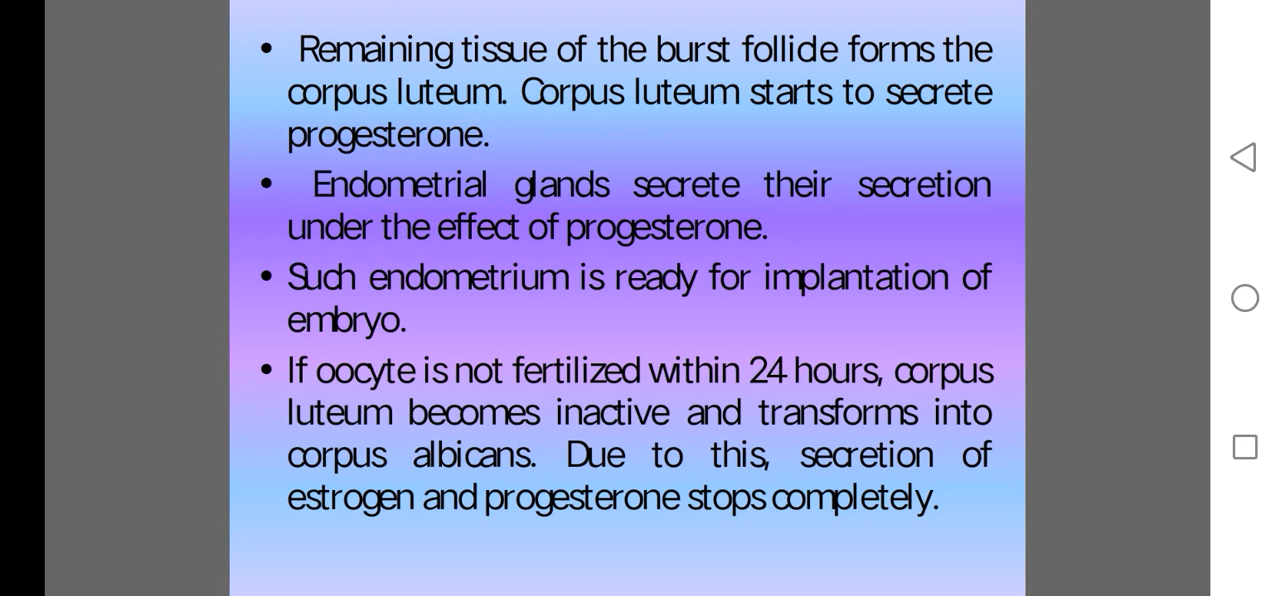 • Remaining tissue of the burst follicle forms the
corpus luteum. Corpus luteum starts to secrete
progesterone.
• Endometrial glands secrete their secretion
under the effect of progesterone.
• Such endometrium is ready for implantation of
embryo.
• If oocyte is not fertilized within 24 hours, corpus
luteum becomes inactive and transforms into
corpus albicans. Due to this, secretion of
estrogen and progesterone stops completely.